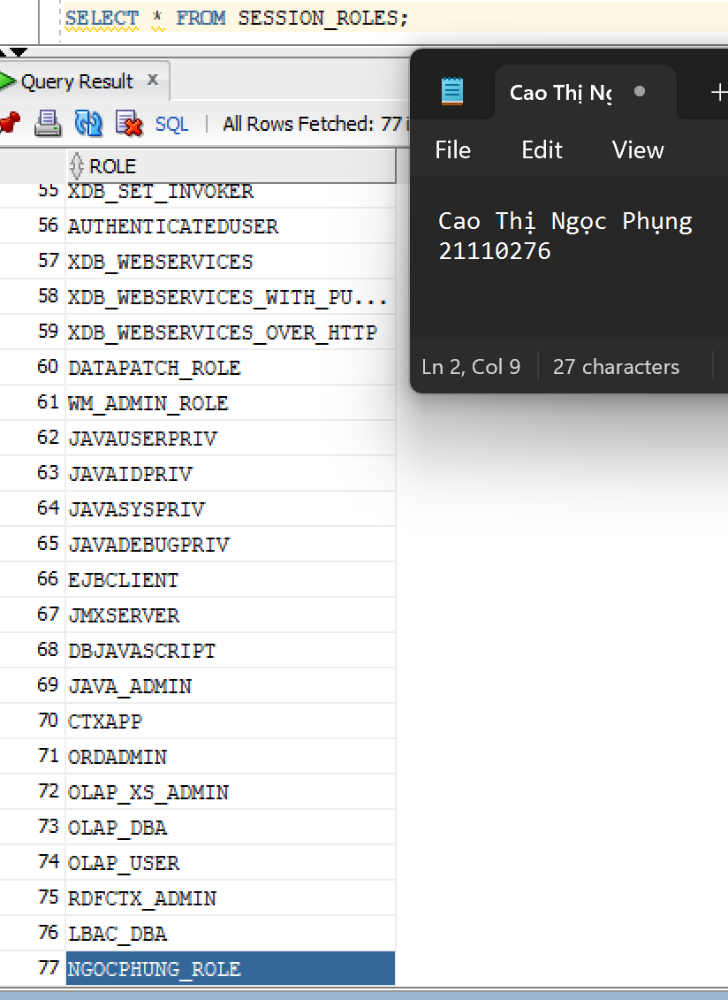 SELECT * FROM SESSION_ROLES;
Query Result x
SQL | All Rows Fetched: 77 i
ROLE
55 XDB_SET_INVOKER
56 AUTHENTICATEDUSER
57 XDB_WEBSERVICES
58 XDB_WEBSERVICES_WITH_PU...
59 XDB_WEBSERVICES_OVER_HTTP
60 DATAPATCH_ROLE
61 WM_ADMIN_ROLE
62 JAVAUSERPRIV
63 JAVAIDPRIV
64 JAVASYSPRIV
65 JAVADEBUGPRIV
66 EJBCLIENT
67 JMXSERVER
68 DBJAVASCRIPT
69 JAVA_ADMIN
70 CTXAPP
71 ORDADMIN
72 OLAP_XS_ADMIN
73 OLAP_DBA
74 OLAP_USER
75 RDFCTX_ADMIN
76 LBAC_DBA
77 NGOCPHUNG_ROLE
Cao Thị Ng
File Edit View
Cao Thị Ngọc Phụng
21110276
Ln 2, Col 9 27 characters